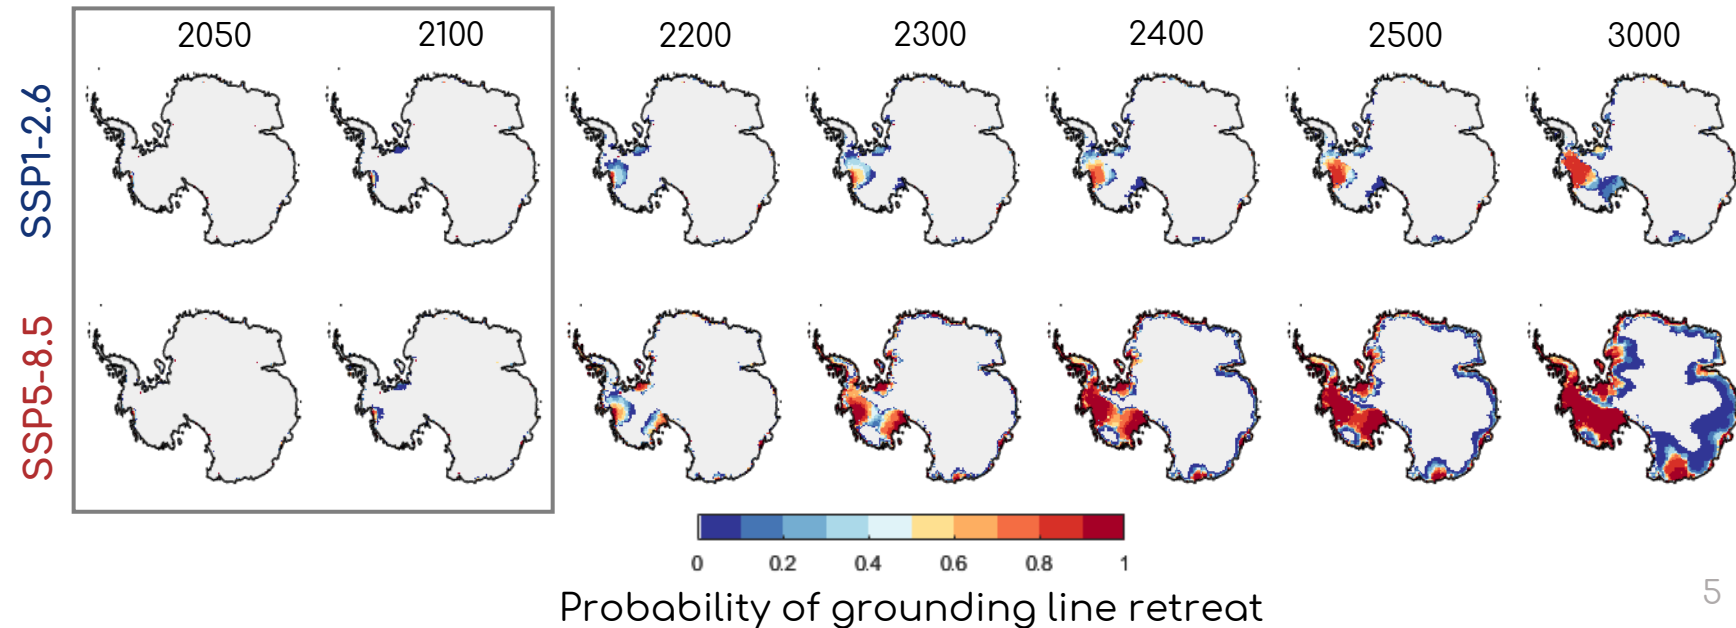 2050 2100 2200 2300 2400 2500 3000
SSP1-2.6
SSP5-8.5
0 0.2 0.4 0.6 0.8 1
Probability of grounding line retreat
5